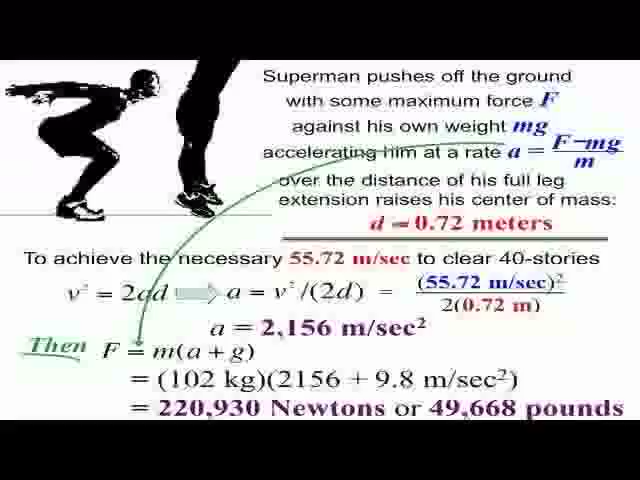 Superman pushes off the ground
with some maximum force F
against his own weight mg
accelerating him at a rate a = F−mg/m
over the distance of his full leg
extension raises his center of mass:
d = 0.72 meters
To achieve the necessary 55.72 m/sec to clear 40-stories
v² = 2ad ⇒ a = v²/(2d) = (55.72 m/sec)²/2(0.72 m)
a = 2,156 m/sec²
Then F = m(a + g)
= (102 kg)(2156 + 9.8 m/sec²)
= 220,930 Newtons or 49,668 pounds